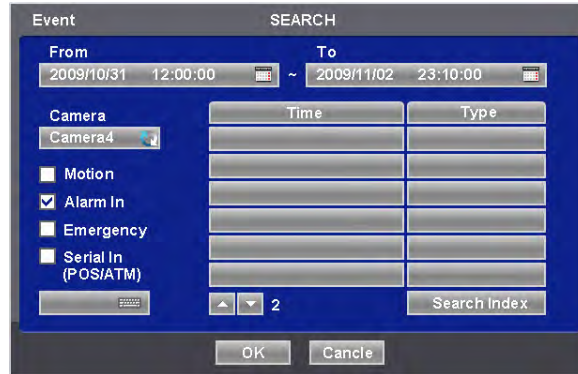 Event SEARCH
From To
2009/10/31 12:00:00 ~ 2009/11/02 23:10:00
Camera Time Type
Camera4
Motion
Alarm In
Emergency
Serial In
(POS/ATM)
2 Search Index
OK Cancle